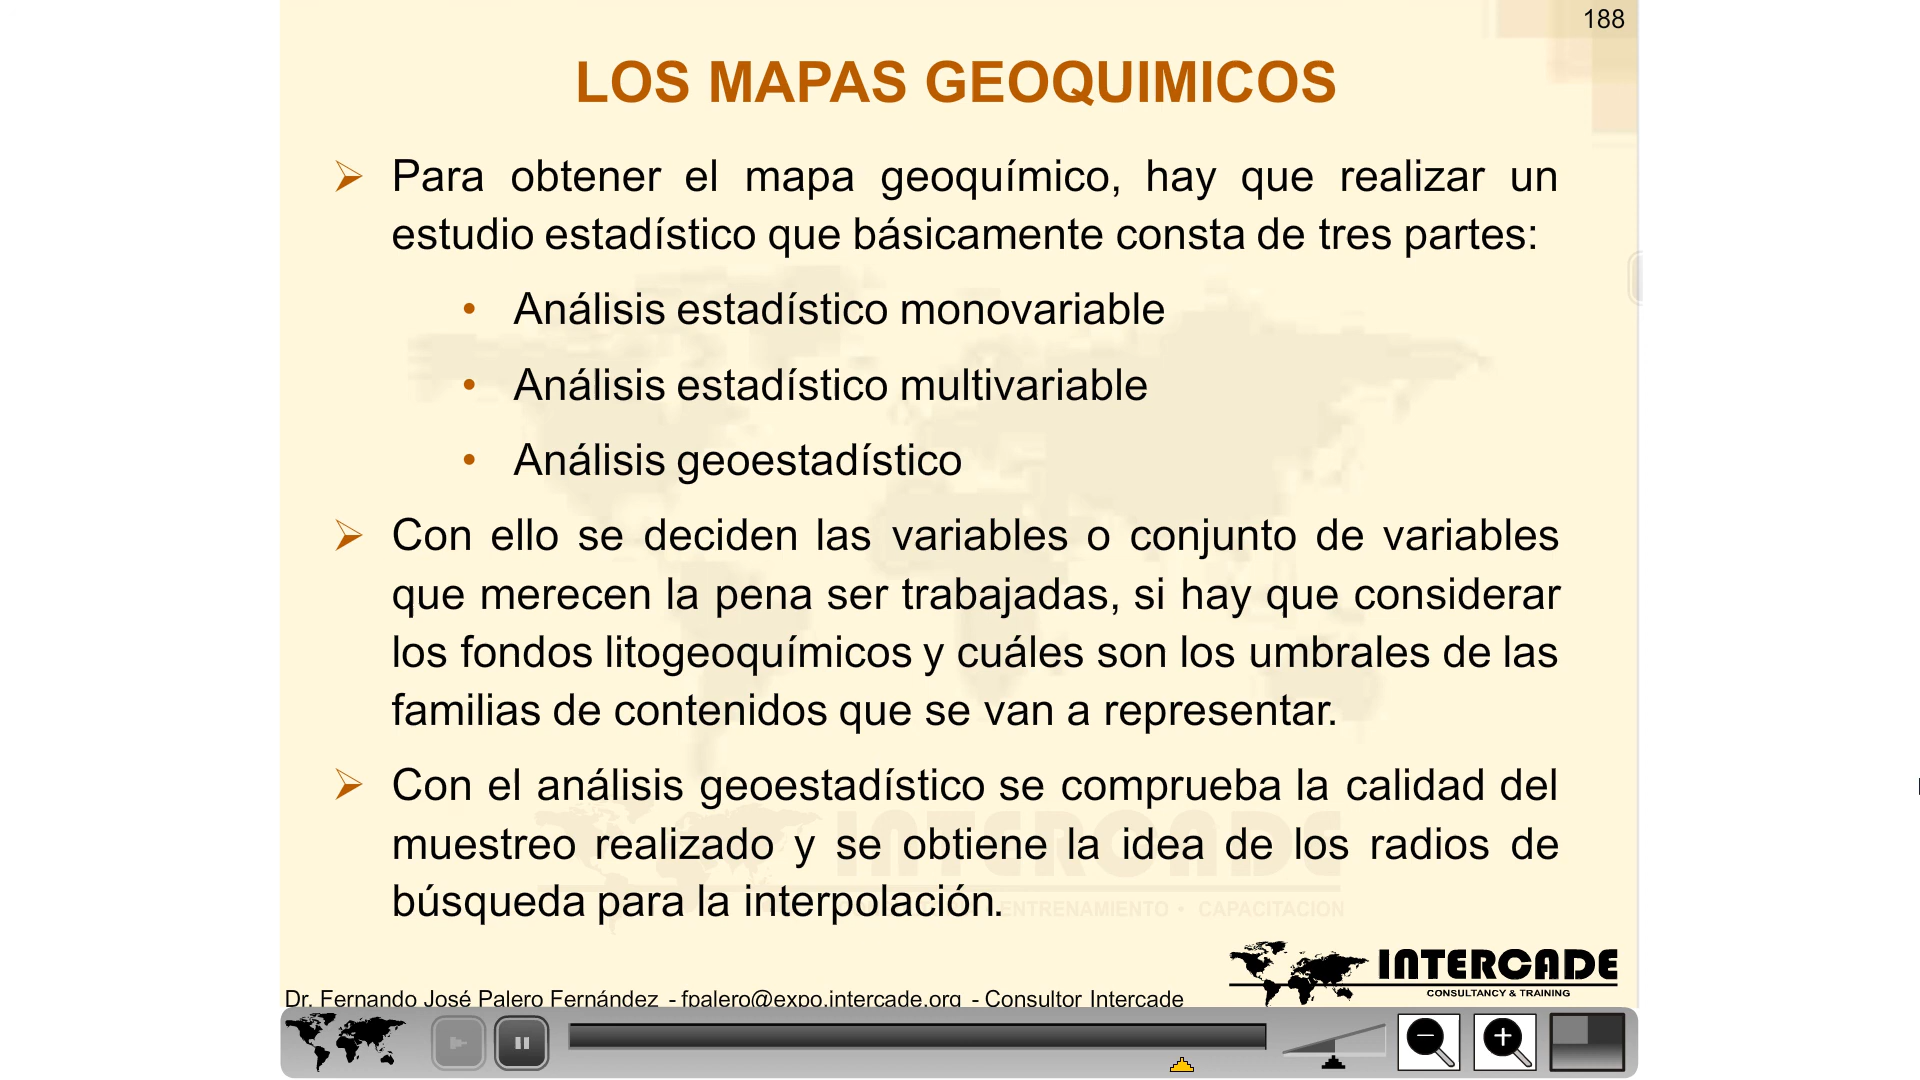 188
LOS MAPAS GEOQUIMICOS
Para obtener el mapa geoquímico, hay que realizar un
estudio estadístico que básicamente consta de tres partes:
• Análisis estadístico monovariable
• Análisis estadístico multivariable
• Análisis geoestadístico
Con ello se deciden las variables o conjunto de variables
que merecen la pena ser trabajadas, si hay que considerar
los fondos litogeoquímicos y cuáles son los umbrales de las
familias de contenidos que se van a representar.
Con el análisis geoestadístico se comprueba la calidad del
muestreo realizado y se obtiene la idea de los radios de
búsqueda para la interpolación.
INTERCADE
ENTRENAMIENTO • CAPACITACION
INTERCADE
CONSULTANCY & TRAINING
Dr. Fernando José Palero Fernández - fpalero@expo.intercade.org - Consultor Intercade